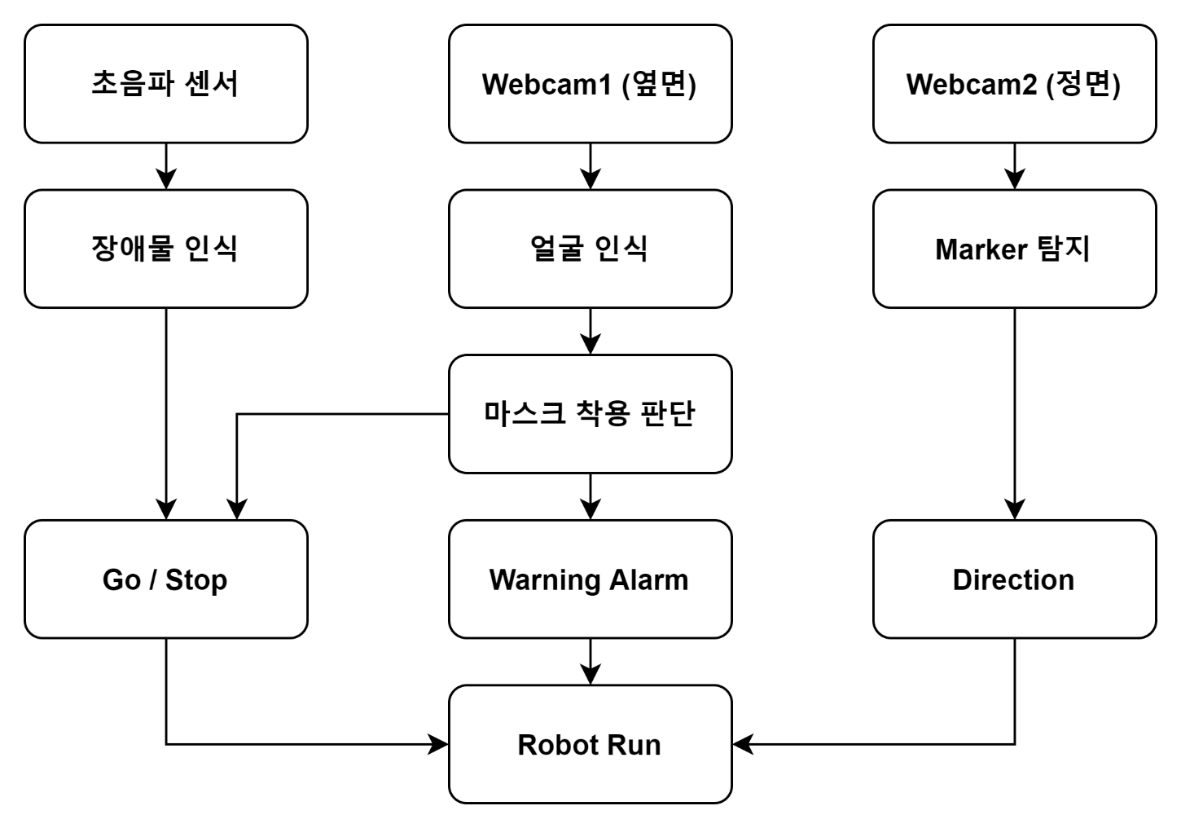 초음파 센서
Webcam1 (옆면)
Webcam2 (정면)
장애물 인식
얼굴 인식
Marker 탐지
마스크 착용 판단
Go / Stop
Warning Alarm
Direction
Robot Run